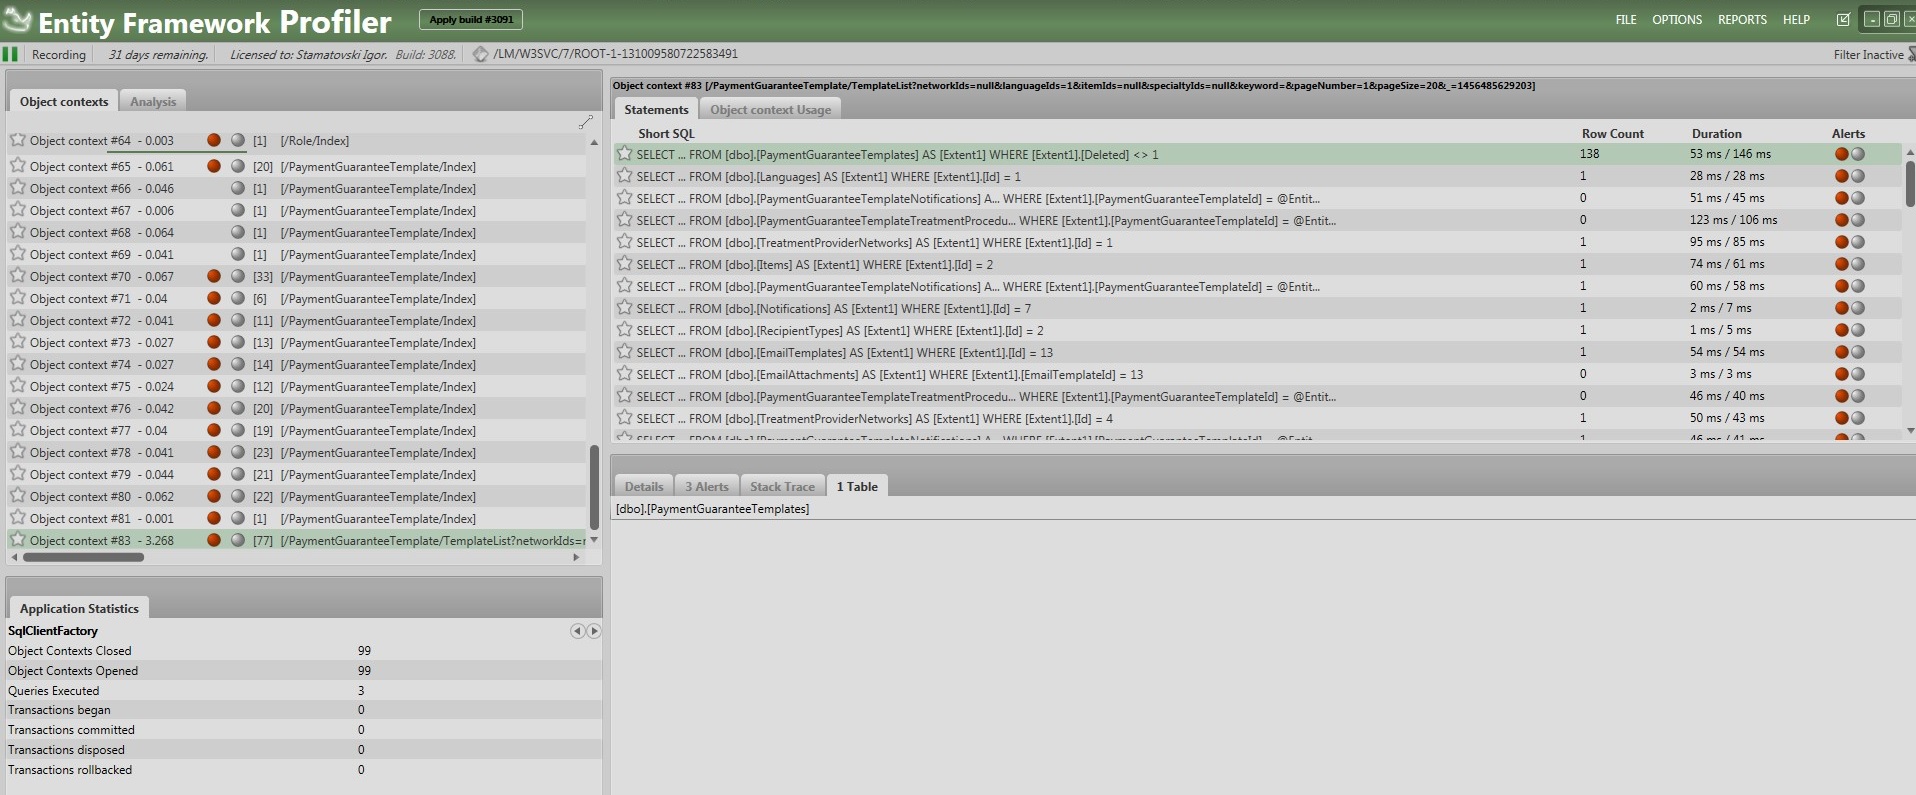 Entity Framework Profiler
Apply build #3091
FILE OPTIONS REPORTS HELP
Recording 31 days remaining. Licensed to: Stamatovski Igor. Build: 3088. /LM/W3SVC/7/ROOT-1-131009580722583491 Filter Inactive
Object contexts Analysis
Object context #64 - 0.003 [1] [/Role/Index]
Object context #65 - 0.061 [20] [/PaymentGuaranteeTemplate/Index]
Object context #66 - 0.046 [1] [/PaymentGuaranteeTemplate/Index]
Object context #67 - 0.006 [1] [/PaymentGuaranteeTemplate/Index]
Object context #68 - 0.064 [1] [/PaymentGuaranteeTemplate/Index]
Object context #69 - 0.041 [1] [/PaymentGuaranteeTemplate/Index]
Object context #70 - 0.067 [33] [/PaymentGuaranteeTemplate/Index]
Object context #71 - 0.04 [6] [/PaymentGuaranteeTemplate/Index]
Object context #72 - 0.041 [11] [/PaymentGuaranteeTemplate/Index]
Object context #73 - 0.027 [13] [/PaymentGuaranteeTemplate/Index]
Object context #74 - 0.027 [14] [/PaymentGuaranteeTemplate/Index]
Object context #75 - 0.024 [12] [/PaymentGuaranteeTemplate/Index]
Object context #76 - 0.042 [20] [/PaymentGuaranteeTemplate/Index]
Object context #77 - 0.04 [19] [/PaymentGuaranteeTemplate/Index]
Object context #78 - 0.041 [23] [/PaymentGuaranteeTemplate/Index]
Object context #79 - 0.044 [21] [/PaymentGuaranteeTemplate/Index]
Object context #80 - 0.062 [22] [/PaymentGuaranteeTemplate/Index]
Object context #81 - 0.001 [1] [/PaymentGuaranteeTemplate/Index]
Object context #83 - 3.268 [77] [/PaymentGuaranteeTemplate/TemplateList?networkIds=
Application Statistics
SqlClientFactory
Object Contexts Closed 99
Object Contexts Opened 99
Queries Executed 3
Transactions began 0
Transactions committed 0
Transactions disposed 0
Transactions rollbacked 0
Object context #83 [/PaymentGuaranteeTemplate/TemplateList?networkIds=null&languageIds=1&itemIds=null&specialtyIds=null&keyword=&pageNumber=1&pageSize=20&_=1456485629203]
Statements Object context Usage
Short SQL Row Count Duration Alerts
SELECT ... FROM [dbo].[PaymentGuaranteeTemplates] AS [Extent1] WHERE [Extent1].[Deleted] <> 1 138 53 ms / 146 ms
SELECT ... FROM [dbo].[Languages] AS [Extent1] WHERE [Extent1].[Id] = 1 1 28 ms / 28 ms
SELECT ... FROM [dbo].[PaymentGuaranteeTemplateNotifications] A... WHERE [Extent1].[PaymentGuaranteeTemplateId] = @Entit... 0 51 ms / 45 ms
SELECT ... FROM [dbo].[PaymentGuaranteeTemplateTreatmentProcedu... WHERE [Extent1].[PaymentGuaranteeTemplateId] = @Entit... 0 123 ms / 106 ms
SELECT ... FROM [dbo].[TreatmentProviderNetworks] AS [Extent1] WHERE [Extent1].[Id] = 1 1 95 ms / 85 ms
SELECT ... FROM [dbo].[Items] AS [Extent1] WHERE [Extent1].[Id] = 2 1 74 ms / 61 ms
SELECT ... FROM [dbo].[PaymentGuaranteeTemplateNotifications] A... WHERE [Extent1].[PaymentGuaranteeTemplateId] = @Entit... 1 60 ms / 58 ms
SELECT ... FROM [dbo].[Notifications] AS [Extent1] WHERE [Extent1].[Id] = 7 1 2 ms / 7 ms
SELECT ... FROM [dbo].[RecipientTypes] AS [Extent1] WHERE [Extent1].[Id] = 2 1 1 ms / 5 ms
SELECT ... FROM [dbo].[EmailTemplates] AS [Extent1] WHERE [Extent1].[Id] = 13 1 54 ms / 54 ms
SELECT ... FROM [dbo].[EmailAttachments] AS [Extent1] WHERE [Extent1].[EmailTemplateId] = 13 0 3 ms / 3 ms
SELECT ... FROM [dbo].[PaymentGuaranteeTemplateTreatmentProcedu... WHERE [Extent1].[PaymentGuaranteeTemplateId] = @Entit... 0 46 ms / 40 ms
SELECT ... FROM [dbo].[TreatmentProviderNetworks] AS [Extent1] WHERE [Extent1].[Id] = 4 1 50 ms / 43 ms
SELECT ... FROM [dbo].[PaymentGuaranteeTemplateNotifications] A... WHERE [Extent1].[PaymentGuaranteeTemplateId] = @Entit... 1 46 ms / 41 ms
Details 3 Alerts Stack Trace 1 Table
[dbo].[PaymentGuaranteeTemplates]